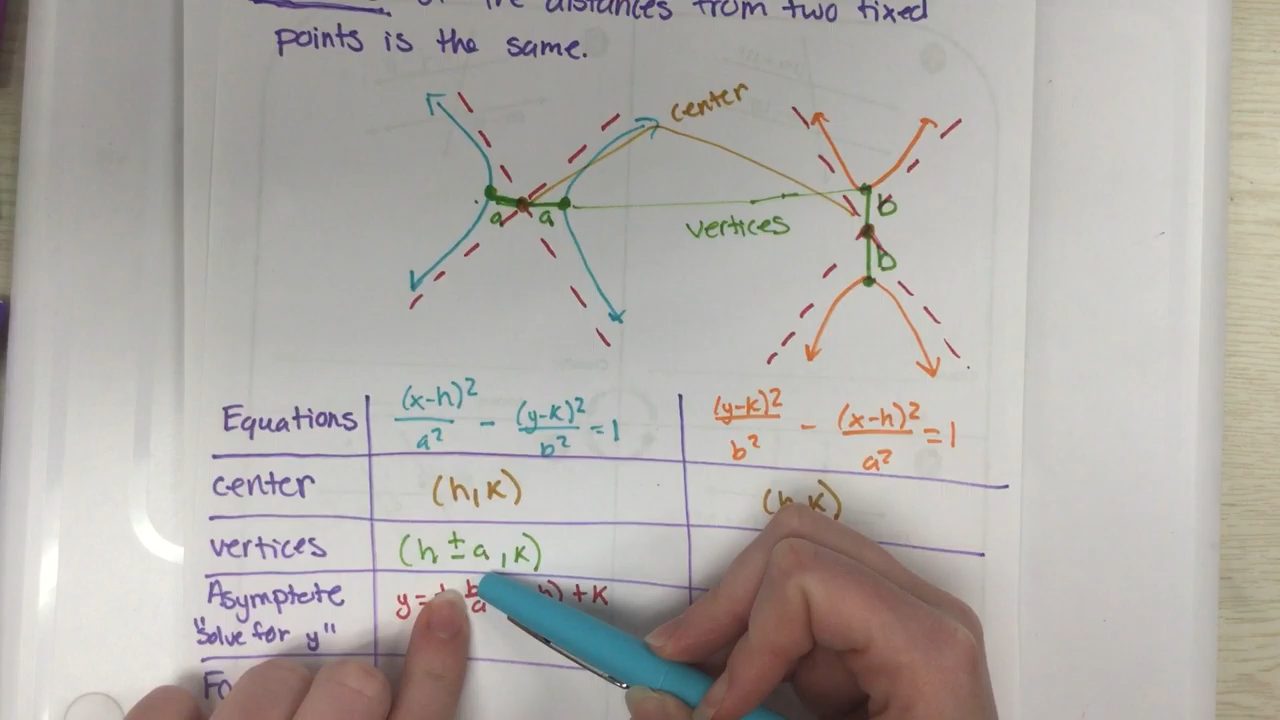 of the distances from two fixed
points is the same.
center
a a
b
vertices
b
Equations (x-h)²/a² - (y-k)²/b² = 1 (y-k)²/b² - (x-h)²/a² = 1
center (h,k) (h,k)
vertices (h ± a, k)
Asymptote y= b/a h) + k
"Solve for y"